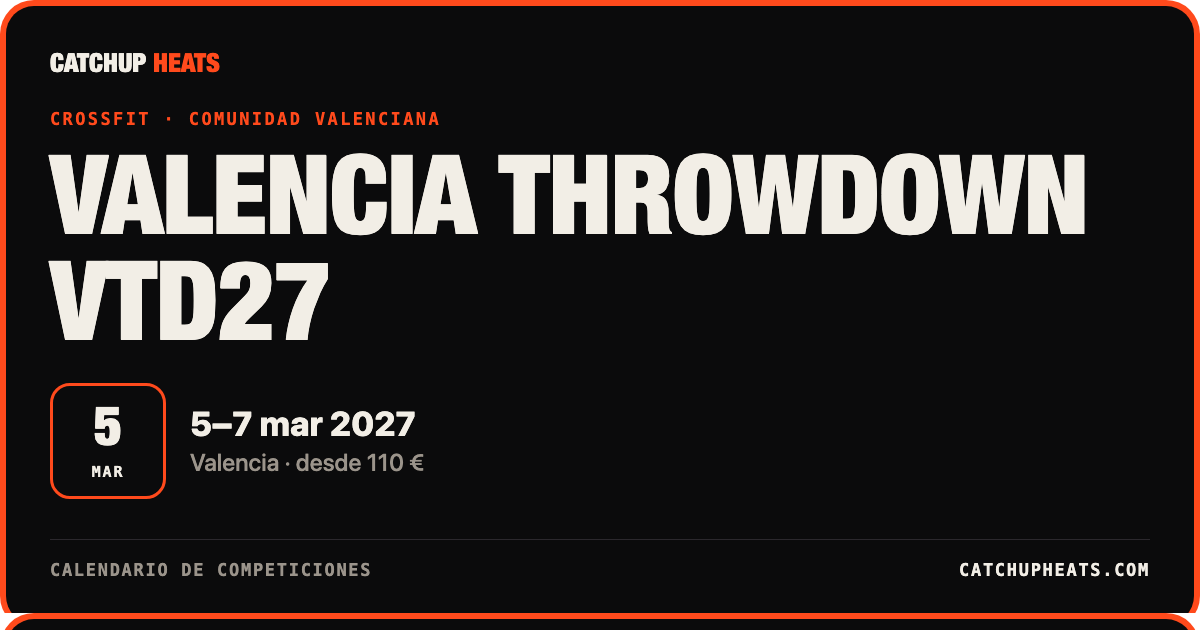 CATCHUP HEATS
CROSSFIT · COMUNIDAD VALENCIANA
VALENCIA THROWDOWN
VTD27
5
MAR
5–7 mar 2027
Valencia · desde 110 €
CALENDARIO DE COMPETICIONES
CATCHUPHEATS.COM